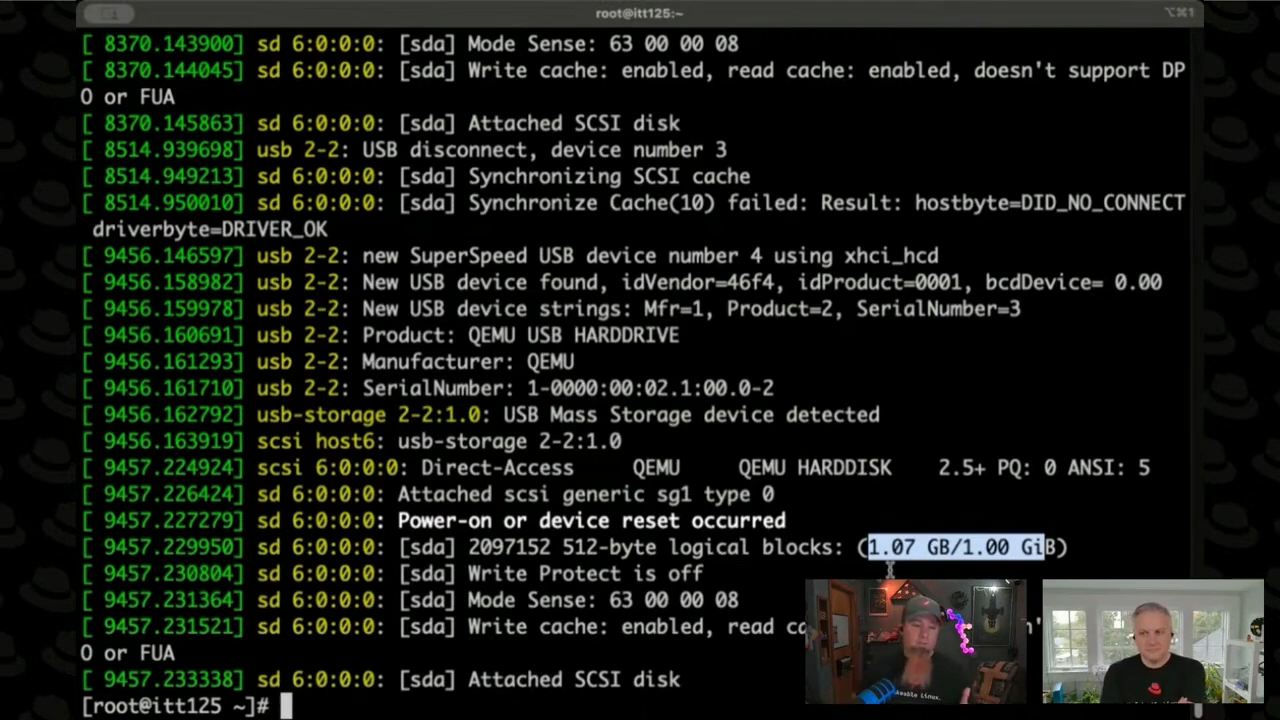 root@itt125:~
⌥⌘1
[ 8370.143900] sd 6:0:0:0: [sda] Mode Sense: 63 00 00 08
[ 8370.144045] sd 6:0:0:0: [sda] Write cache: enabled, read cache: enabled, doesn't support DP
O or FUA
[ 8370.145863] sd 6:0:0:0: [sda] Attached SCSI disk
[ 8514.939698] usb 2-2: USB disconnect, device number 3
[ 8514.949213] sd 6:0:0:0: [sda] Synchronizing SCSI cache
[ 8514.950010] sd 6:0:0:0: [sda] Synchronize Cache(10) failed: Result: hostbyte=DID_NO_CONNECT
driverbyte=DRIVER_OK
[ 9456.146597] usb 2-2: new SuperSpeed USB device number 4 using xhci_hcd
[ 9456.158982] usb 2-2: New USB device found, idVendor=46f4, idProduct=0001, bcdDevice= 0.00
[ 9456.159978] usb 2-2: New USB device strings: Mfr=1, Product=2, SerialNumber=3
[ 9456.160691] usb 2-2: Product: QEMU USB HARDDRIVE
[ 9456.161293] usb 2-2: Manufacturer: QEMU
[ 9456.161710] usb 2-2: SerialNumber: 1-0000:00:02.1:00.0-2
[ 9456.162792] usb-storage 2-2:1.0: USB Mass Storage device detected
[ 9456.163919] scsi host6: usb-storage 2-2:1.0
[ 9457.224924] scsi 6:0:0:0: Direct-Access     QEMU     QEMU HARDDISK    2.5+ PQ: 0 ANSI: 5
[ 9457.226424] sd 6:0:0:0: Attached scsi generic sg1 type 0
[ 9457.227279] sd 6:0:0:0: Power-on or device reset occurred
[ 9457.229950] sd 6:0:0:0: [sda] 2097152 512-byte logical blocks: (1.07 GB/1.00 GiB)
[ 9457.230804] sd 6:0:0:0: [sda] Write Protect is off
[ 9457.231364] sd 6:0:0:0: [sda] Mode Sense: 63 00 00 08
[ 9457.231521] sd 6:0:0:0: [sda] Write cache: enabled, read ca
O or FUA
[ 9457.233338] sd 6:0:0:0: [sda] Attached SCSI disk
[root@itt125 ~]#
Linux.